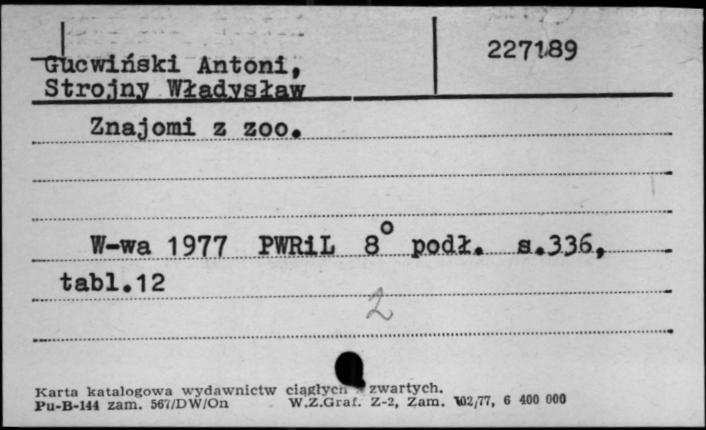 227189
Gucwiński Antoni,
Strojny Władysław
Znajomi z zoo.
W-wa 1977 PWRiL 8° podł. s.336,
tabl.12
2
Karta katalogowa wydawnictw ciągłych i zwartych.
Pu-B-144 zam. 567/DW/On W.Z.Graf. Z-2, Zam. 102/77, 6 400 000